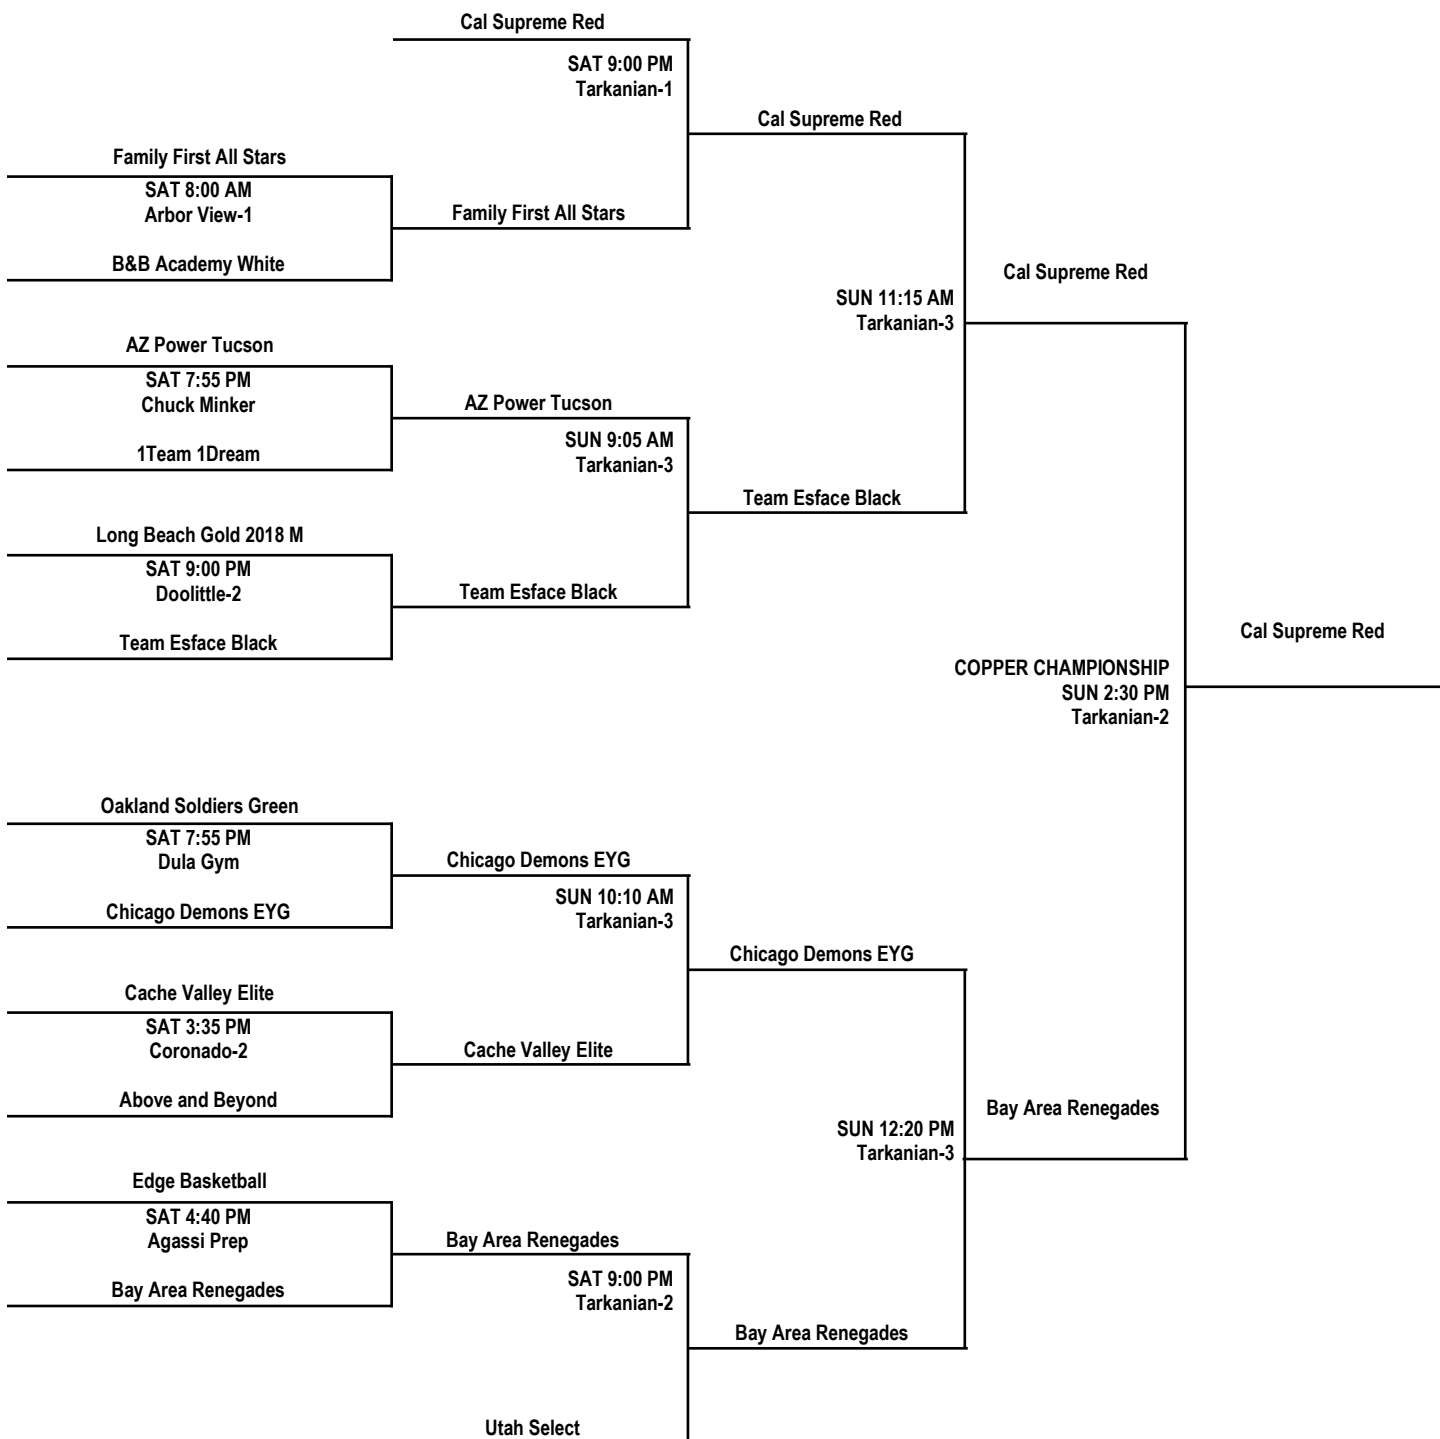 Cal Supreme Red
SAT 9:00 PM
Tarkanian-1
Cal Supreme Red
Family First All Stars
SAT 8:00 AM
Arbor View-1
Family First All Stars
B&B Academy White
Cal Supreme Red
SUN 11:15 AM
Tarkanian-3
AZ Power Tucson
SAT 7:55 PM
Chuck Minker
AZ Power Tucson
1Team 1Dream
SUN 9:05 AM
Tarkanian-3
Team Esface Black
Long Beach Gold 2018 M
SAT 9:00 PM
Doolittle-2
Team Esface Black
Team Esface Black
Cal Supreme Red
COPPER CHAMPIONSHIP
SUN 2:30 PM
Tarkanian-2
Oakland Soldiers Green
SAT 7:55 PM
Dula Gym
Chicago Demons EYG
Chicago Demons EYG
SUN 10:10 AM
Tarkanian-3
Chicago Demons EYG
Cache Valley Elite
SAT 3:35 PM
Coronado-2
Cache Valley Elite
Above and Beyond
Bay Area Renegades
SUN 12:20 PM
Tarkanian-3
Edge Basketball
SAT 4:40 PM
Agassi Prep
Bay Area Renegades
Bay Area Renegades
SAT 9:00 PM
Tarkanian-2
Bay Area Renegades
Utah Select